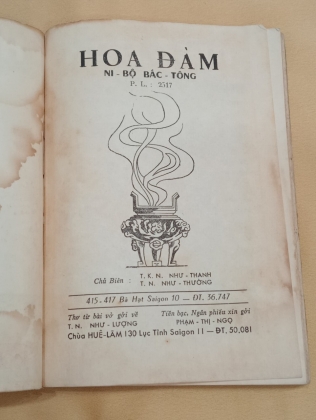 HOA ĐÀM
NI - BỘ BẮC - TÔNG
P. L. : 2517
Chủ Biên : T. K. N. NHƯ - THANH
T. N. NHƯ - THƯỜNG
415 - 417 Bà Hạt Saigon 10 — ĐT. 36.747
Thư từ bài vở gởi về
T. N. NHƯ - LƯỢNG
Tiền bạc, Ngân phiếu xin gởi
PHẠM - THỊ - NGỌ
Chùa HUÊ-LÂM 130 Lục Tỉnh Saigon 11 — ĐT, 50,081